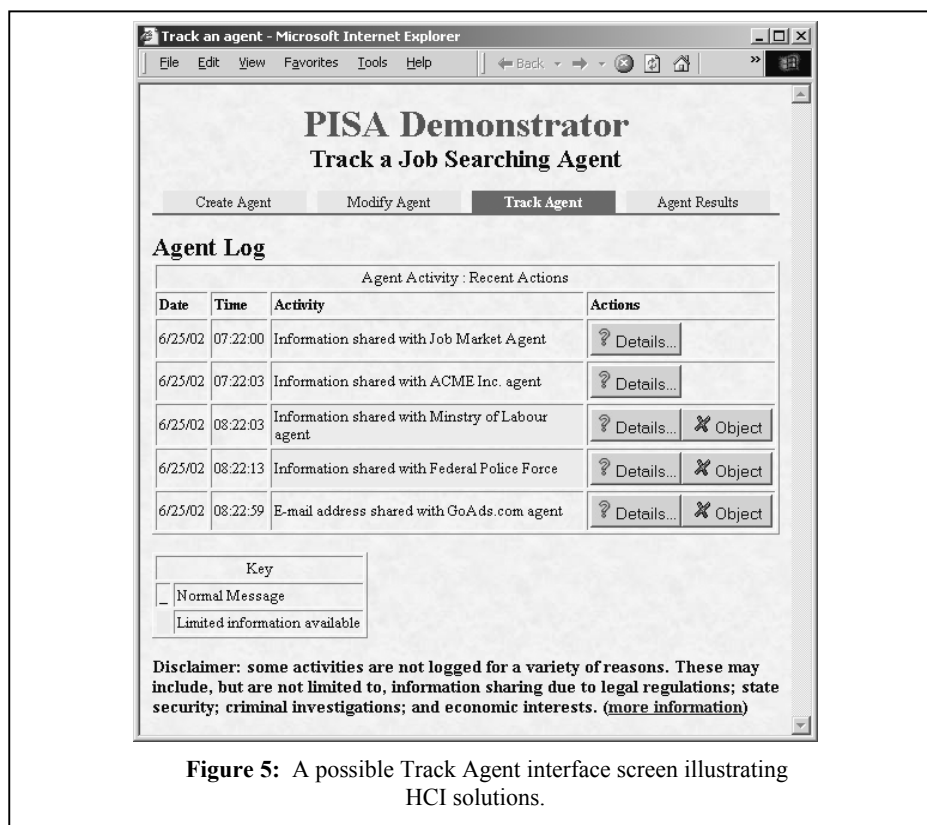 Track an agent - Microsoft Internet Explorer
File Edit View Favorites Tools Help Back »
PISA Demonstrator
Track a Job Searching Agent
Create Agent Modify Agent Track Agent Agent Results
Agent Log
Agent Activity : Recent Actions
Date Time Activity Actions
6/25/02 07:22:00 Information shared with Job Market Agent ? Details...
6/25/02 07:22:03 Information shared with ACME Inc. agent ? Details...
6/25/02 08:22:03 Information shared with Minstry of Labour
agent ? Details... Object
6/25/02 08:22:13 Information shared with Federal Police Force ? Details... Object
6/25/02 08:22:59 E-mail address shared with GoAds.com agent ? Details... Object
Key
_ Normal Message
Limited information available
Disclaimer: some activities are not logged for a variety of reasons. These may
include, but are not limited to, information sharing due to legal regulations; state
security; criminal investigations; and economic interests. (more information)
Figure 5: A possible Track Agent interface screen illustrating
HCI solutions.